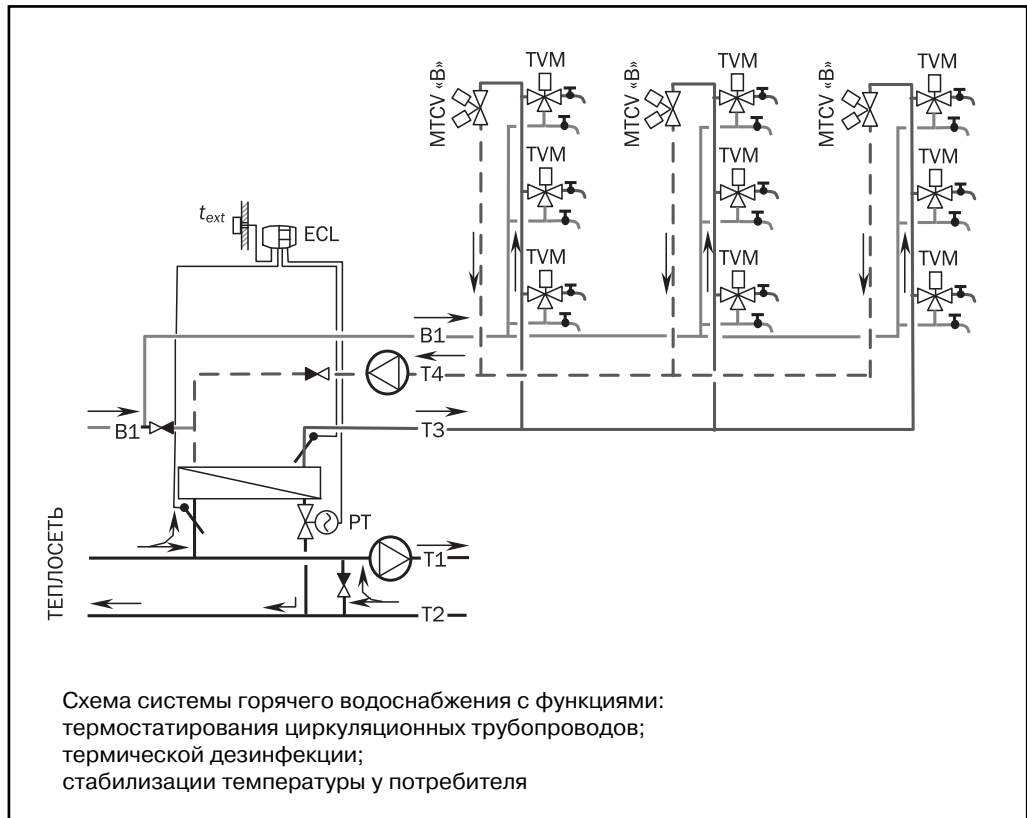 TVM
TVM
TVM
MTCV «B»
MTCV «B»
MTCV «B»
TVM
TVM
TVM
t_ext
ECL
TVM
TVM
TVM
B1
T4
B1
T3
PT
ТЕПЛОСЕТЬ
T1
T2
Схема системы горячего водоснабжения с функциями:
термостатирования циркуляционных трубопроводов;
термической дезинфекции;
стабилизации температуры у потребителя